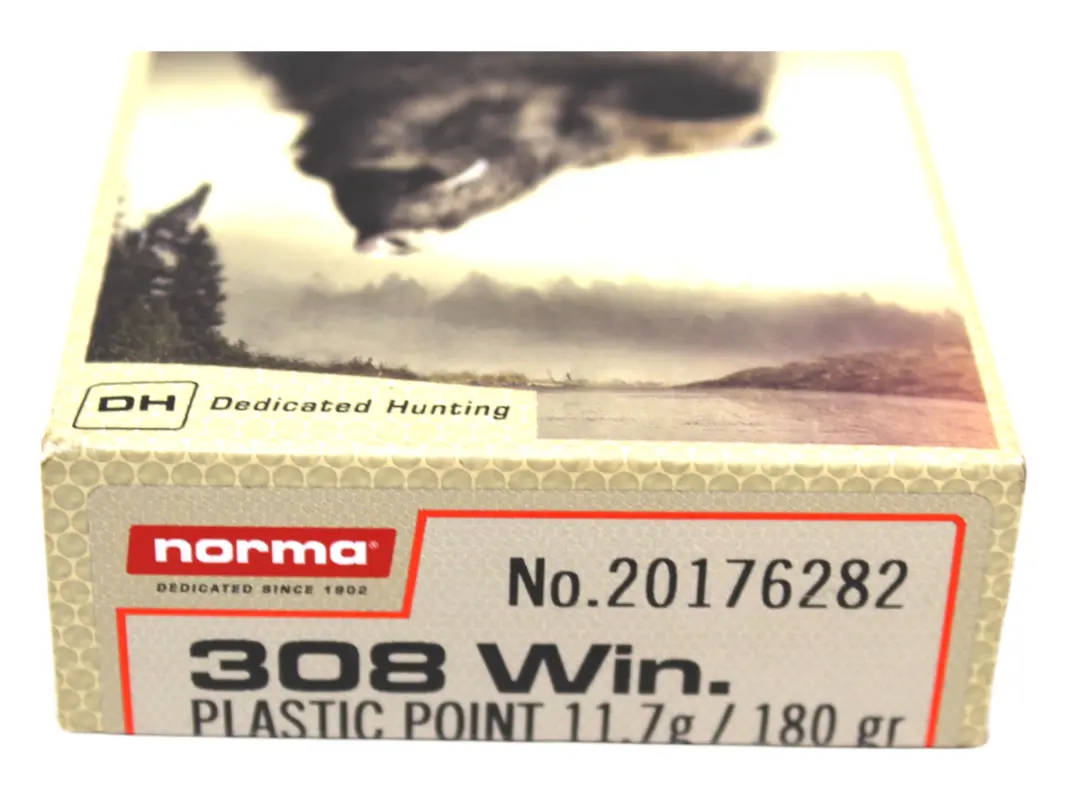 DH Dedicated Hunting
norma®
DEDICATED SINCE 1902
No.20176282
308 Win.
PLASTIC POINT 11.7g / 180 gr